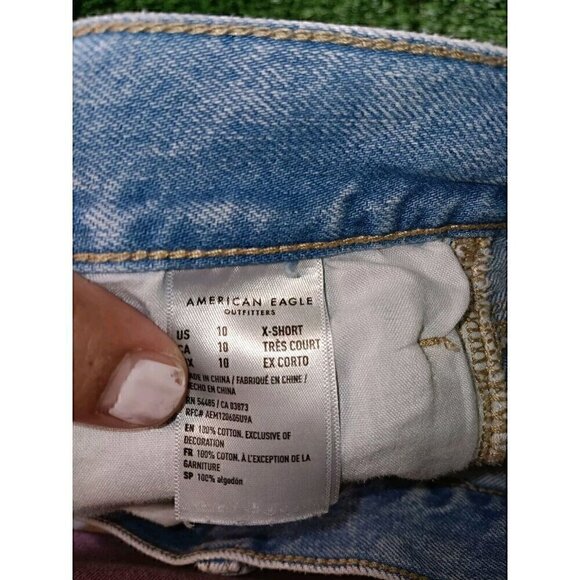 AMERICAN EAGLE
OUTFITTERS
US 10 X-SHORT
CA 10 TRÈS COURT
MX 10 EX CORTO
MADE IN CHINA / FABRIQUÉ EN CHINE /
HECHO EN CHINA
RN 54485 / CA 03873
RFC# AEM120605U9A
EN 100% COTTON. EXCLUSIVE OF
DECORATION
FR 100% COTON. À L'EXCEPTION DE LA
GARNITURE
SP 100% algodón